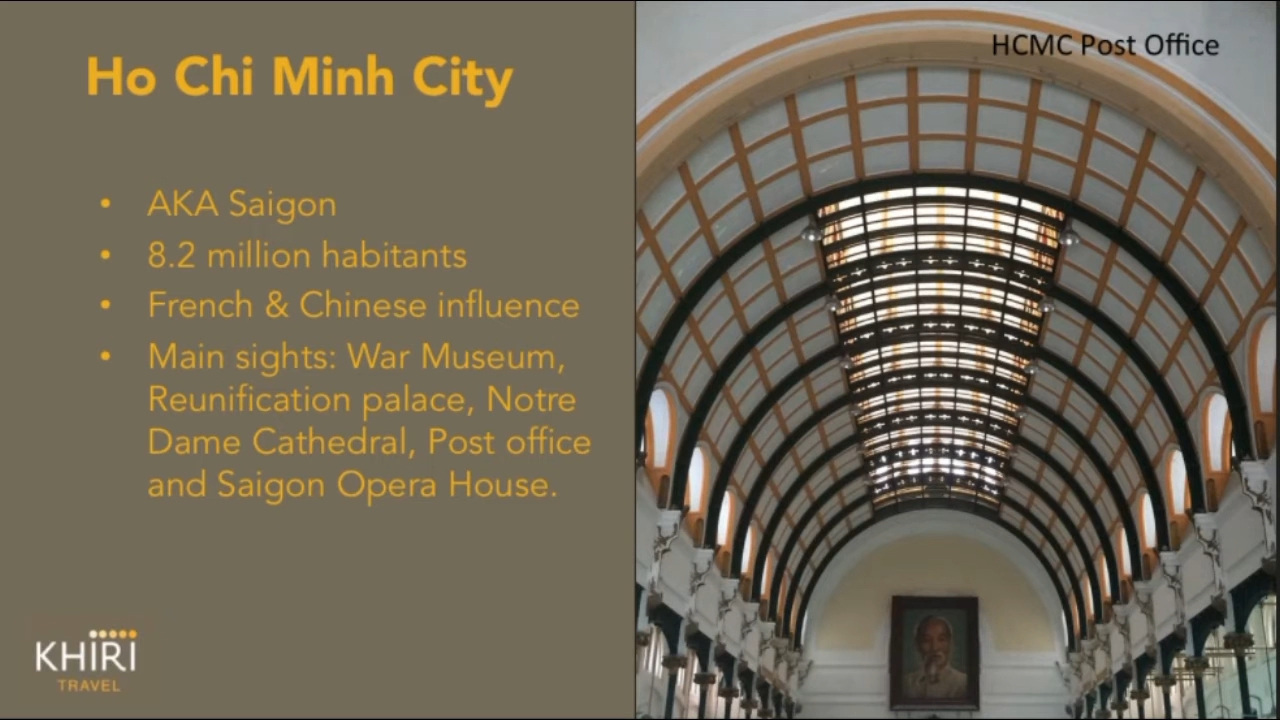 Ho Chi Minh City
• AKA Saigon
• 8.2 million habitants
• French & Chinese influence
• Main sights: War Museum,
Reunification palace, Notre
Dame Cathedral, Post office
and Saigon Opera House.
KHIRI
TRAVEL
HCMC Post Office